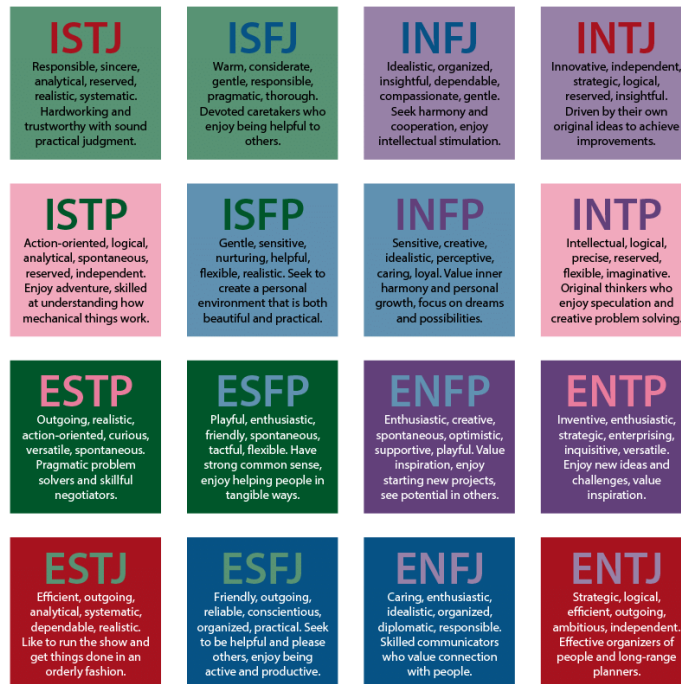 ISTJ
Responsible, sincere,
analytical, reserved,
realistic, systematic.
Hardworking and
trustworthy with sound
practical judgment.
ISFJ
Warm, considerate,
gentle, responsible,
pragmatic, thorough.
Devoted caretakers who
enjoy being helpful to
others.
INFJ
Idealistic, organized,
insightful, dependable,
compassionate, gentle.
Seek harmony and
cooperation, enjoy
intellectual stimulation.
INTJ
Innovative, independent,
strategic, logical,
reserved, insightful.
Driven by their own
original ideas to achieve
improvements.
ISTP
Action-oriented, logical,
analytical, spontaneous,
reserved, independent.
Enjoy adventure, skilled
at understanding how
mechanical things work.
ISFP
Gentle, sensitive,
nurturing, helpful,
flexible, realistic. Seek to
create a personal
environment that is both
beautiful and practical.
INFP
Sensitive, creative,
idealistic, perceptive,
caring, loyal. Value inner
harmony and personal
growth, focus on dreams
and possibilities.
INTP
Intellectual, logical,
precise, reserved,
flexible, imaginative.
Original thinkers who
enjoy speculation and
creative problem solving.
ESTP
Outgoing, realistic,
action-oriented, curious,
versatile, spontaneous.
Pragmatic problem
solvers and skillful
negotiators.
ESFP
Playful, enthusiastic,
friendly, spontaneous,
tactful, flexible. Have
strong common sense,
enjoy helping people in
tangible ways.
ENFP
Enthusiastic, creative,
spontaneous, optimistic,
supportive, playful. Value
inspiration, enjoy
starting new projects,
see potential in others.
ENTP
Inventive, enthusiastic,
strategic, enterprising,
inquisitive, versatile.
Enjoy new ideas and
challenges, value
inspiration.
ESTJ
Efficient, outgoing,
analytical, systematic,
dependable, realistic.
Like to run the show and
get things done in an
orderly fashion.
ESFJ
Friendly, outgoing,
reliable, conscientious,
organized, practical. Seek
to be helpful and please
others, enjoy being
active and productive.
ENFJ
Caring, enthusiastic,
idealistic, organized,
diplomatic, responsible.
Skilled communicators
who value connection
with people.
ENTJ
Strategic, logical,
efficient, outgoing,
ambitious, independent.
Effective organizers of
people and long-range
planners.